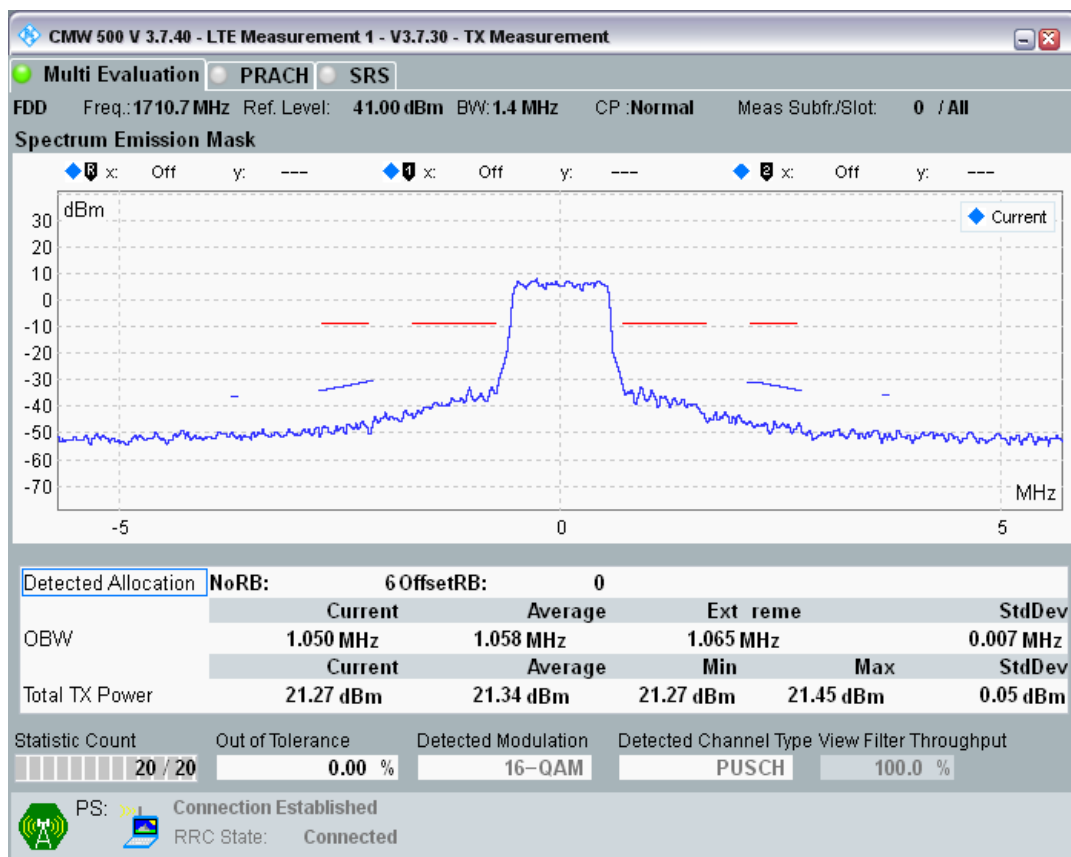 CMW 500 V 3.7.40 - LTE Measurement 1 - V3.7.30 - TX Measurement
Multi Evaluation PRACH SRS
FDD Freq.: 1710.7 MHz Ref. Level: 41.00 dBm BW: 1.4 MHz CP :Normal Meas Subfr./Slot: 0 / All
Spectrum Emission Mask
R x: Off y: --- 1 x: Off y: --- 2 x: Off y: ---
dBm
Current
30
20
10
0
-10
-20
-30
-40
-50
-60
-70
MHz
-5 0 5
Detected Allocation NoRB: 6 OffsetRB: 0
Current Average Ext reme StdDev
OBW 1.050 MHz 1.058 MHz 1.065 MHz 0.007 MHz
Current Average Min Max StdDev
Total TX Power 21.27 dBm 21.34 dBm 21.27 dBm 21.45 dBm 0.05 dBm
Statistic Count Out of Tolerance Detected Modulation Detected Channel Type View Filter Throughput
20 / 20 0.00 % 16-QAM PUSCH 100.0 %
PS: Connection Established
RRC State: Connected